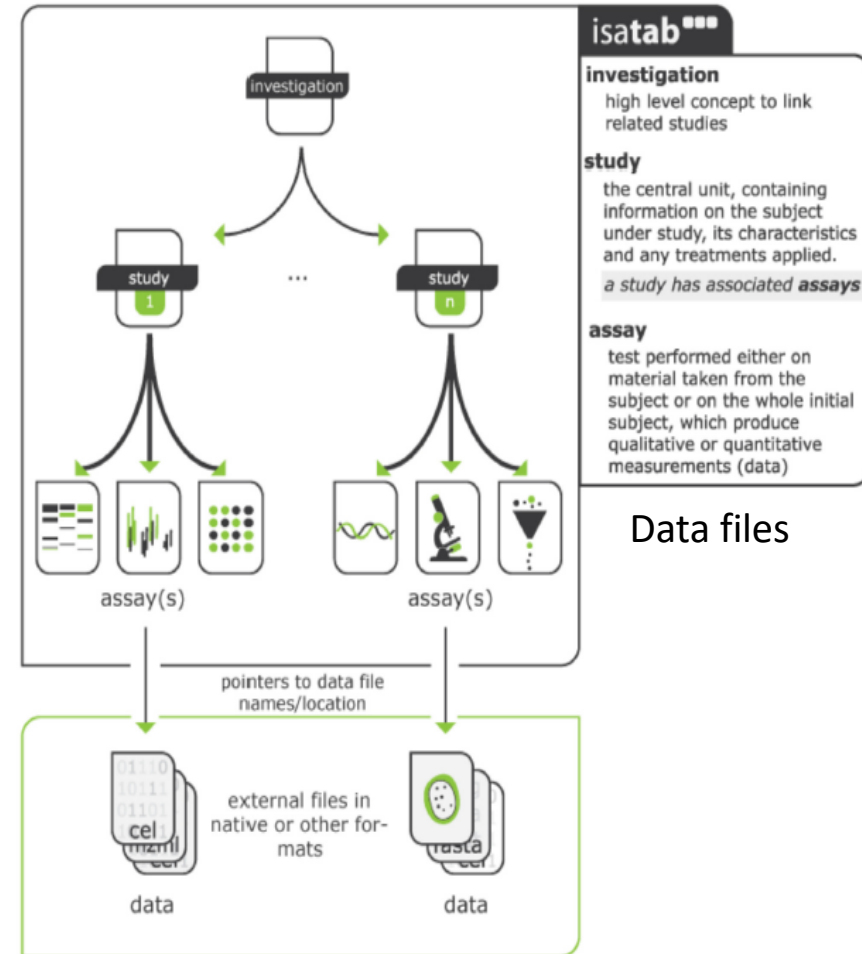 investigation
study
1
...
study
n
assay(s)
assay(s)
pointers to data file
names/location
cel
mzml
cel
data
external files in
native or other for-
mats
fasta
cel
data
isatab
investigation
high level concept to link
related studies
study
the central unit, containing
information on the subject
under study, its characteristics
and any treatments applied.
a study has associated assays
assay
test performed either on
material taken from the
subject or on the whole initial
subject, which produce
qualitative or quantitative
measurements (data)
Data files